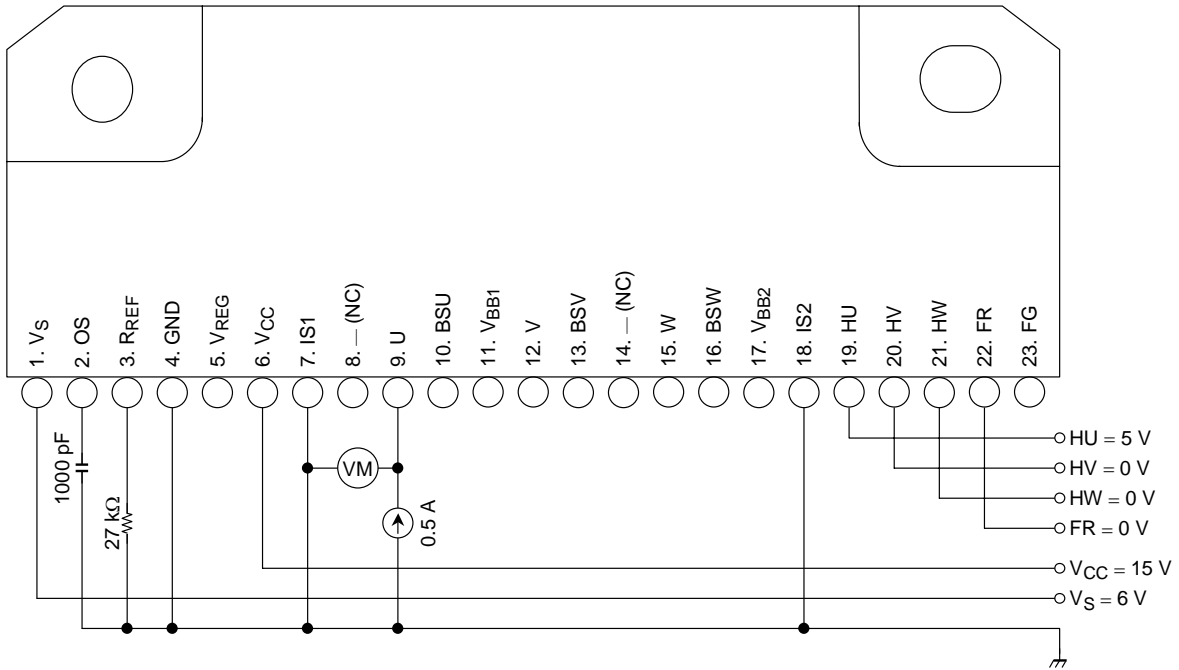 1. VS
2. OS
3. RREF
4. GND
5. VREG
6. VCC
7. IS1
8. — (NC)
9. U
10. BSU
11. VBB1
12. V
13. BSV
14. — (NC)
15. W
16. BSW
17. VBB2
18. IS2
19. HU
20. HV
21. HW
22. FR
23. FG
1000 pF
27 kΩ
VM
0.5 A
HU = 5 V
HV = 0 V
HW = 0 V
FR = 0 V
VCC = 15 V
VS = 6 V